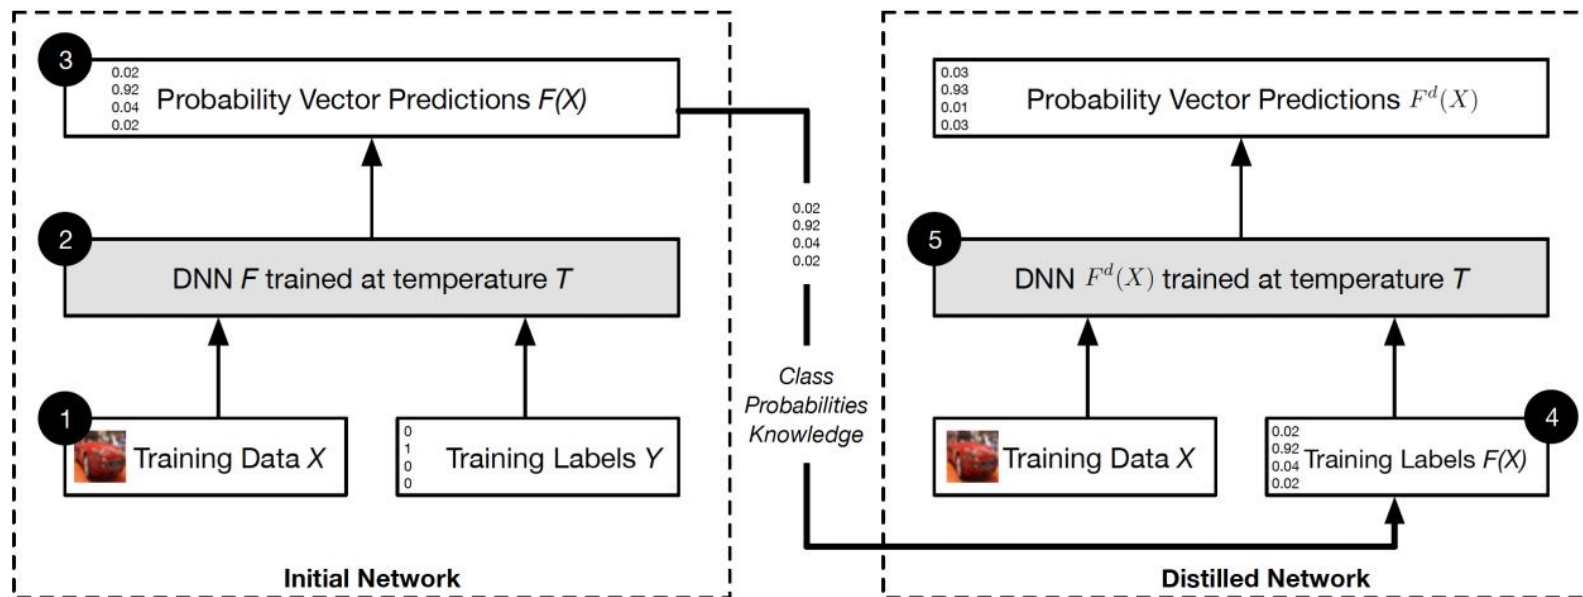 3
0.02
0.92
0.04
0.02
Probability Vector Predictions F(X)
2
DNN F trained at temperature T
1
Training Data X
0
1
0
0
Training Labels Y
Initial Network
0.02
0.92
0.04
0.02
Class
Probabilities
Knowledge
0.03
0.93
0.01
0.03
Probability Vector Predictions F^d(X)
5
DNN F^d(X) trained at temperature T
Training Data X
4
0.02
0.92
0.04
0.02
Training Labels F(X)
Distilled Network